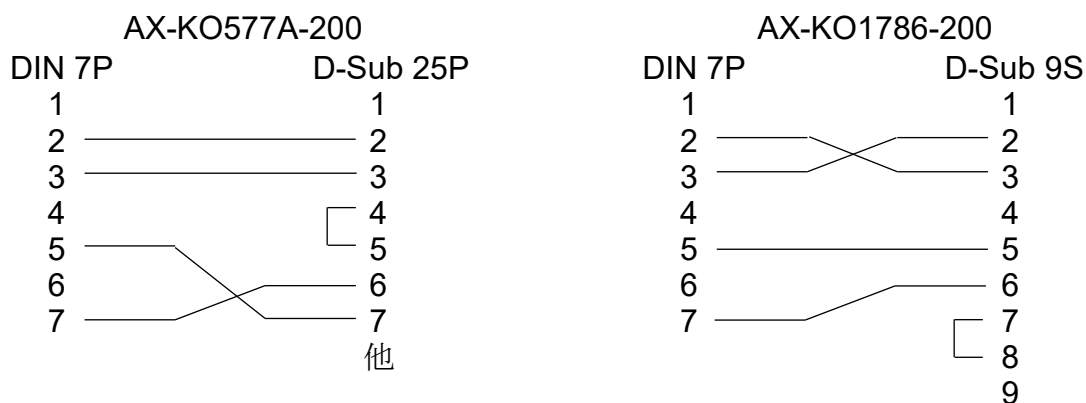 AX-KO577A-200 AX-KO1786-200
DIN 7P D-Sub 25P DIN 7P D-Sub 9S
1 1 1 1
2 2 2 2
3 3 3 3
4 4 4 4
5 5 5 5
6 6 6 6
7 7 7 7
他 8
9